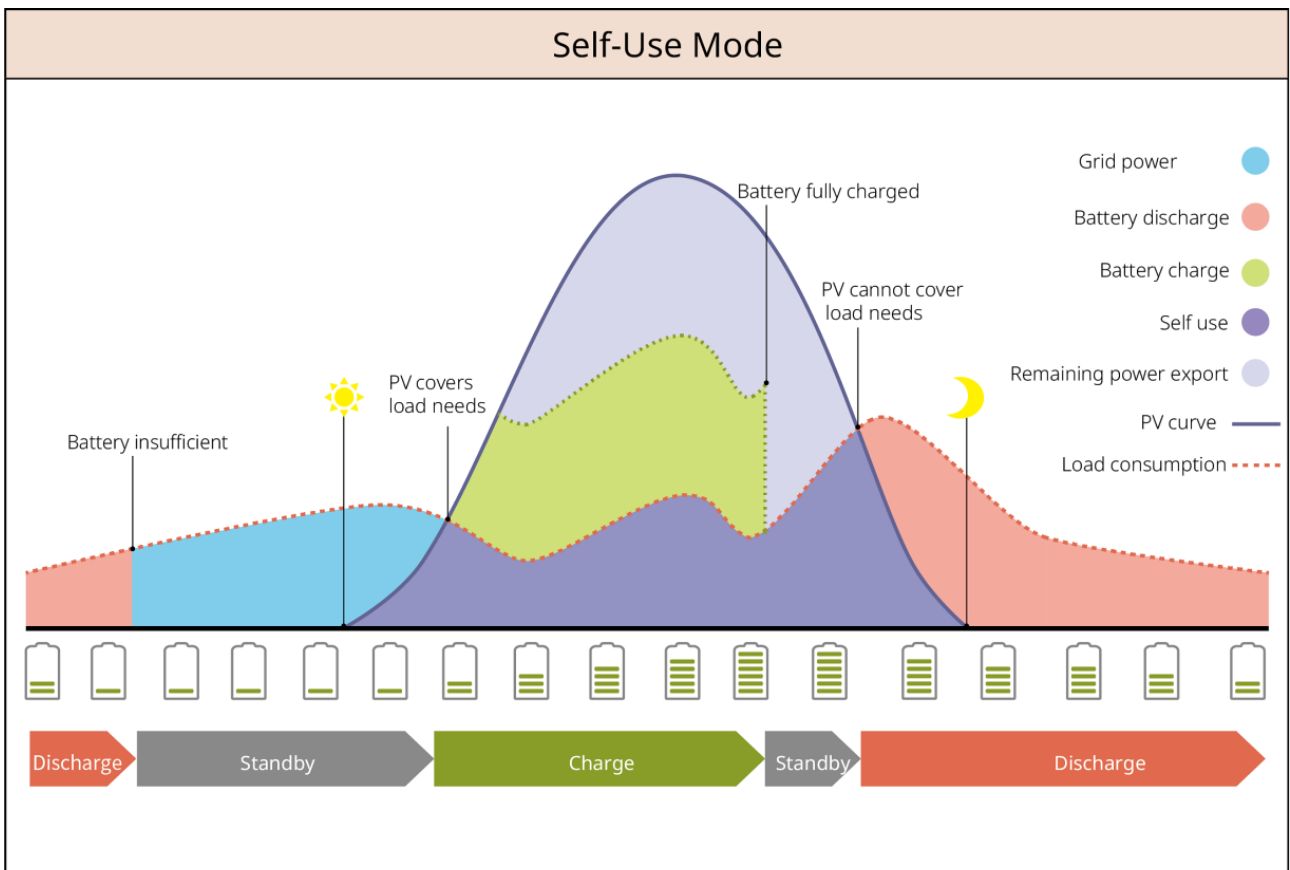 Self-Use Mode
Grid power
Battery discharge
Battery charge
Self use
Remaining power export
PV curve
Load consumption
Battery fully charged
PV cannot cover
load needs
PV covers
load needs
Battery insufficient
Discharge
Standby
Charge
Standby
Discharge